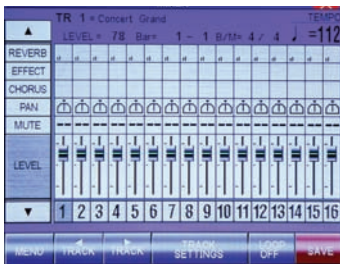 TR 1 = Concert Grand TEMPO
LEVEL = 78 Bar= 1 - 1 B/M= 4 / 4 ♩ =112
REVERB
EFFECT
CHORUS
PAN
MUTE
LEVEL
1 2 3 4 5 6 7 8 9 10 11 12 13 14 15 16
MENU TRACK TRACK TRACK SETTINGS LOOP OFF SAVE